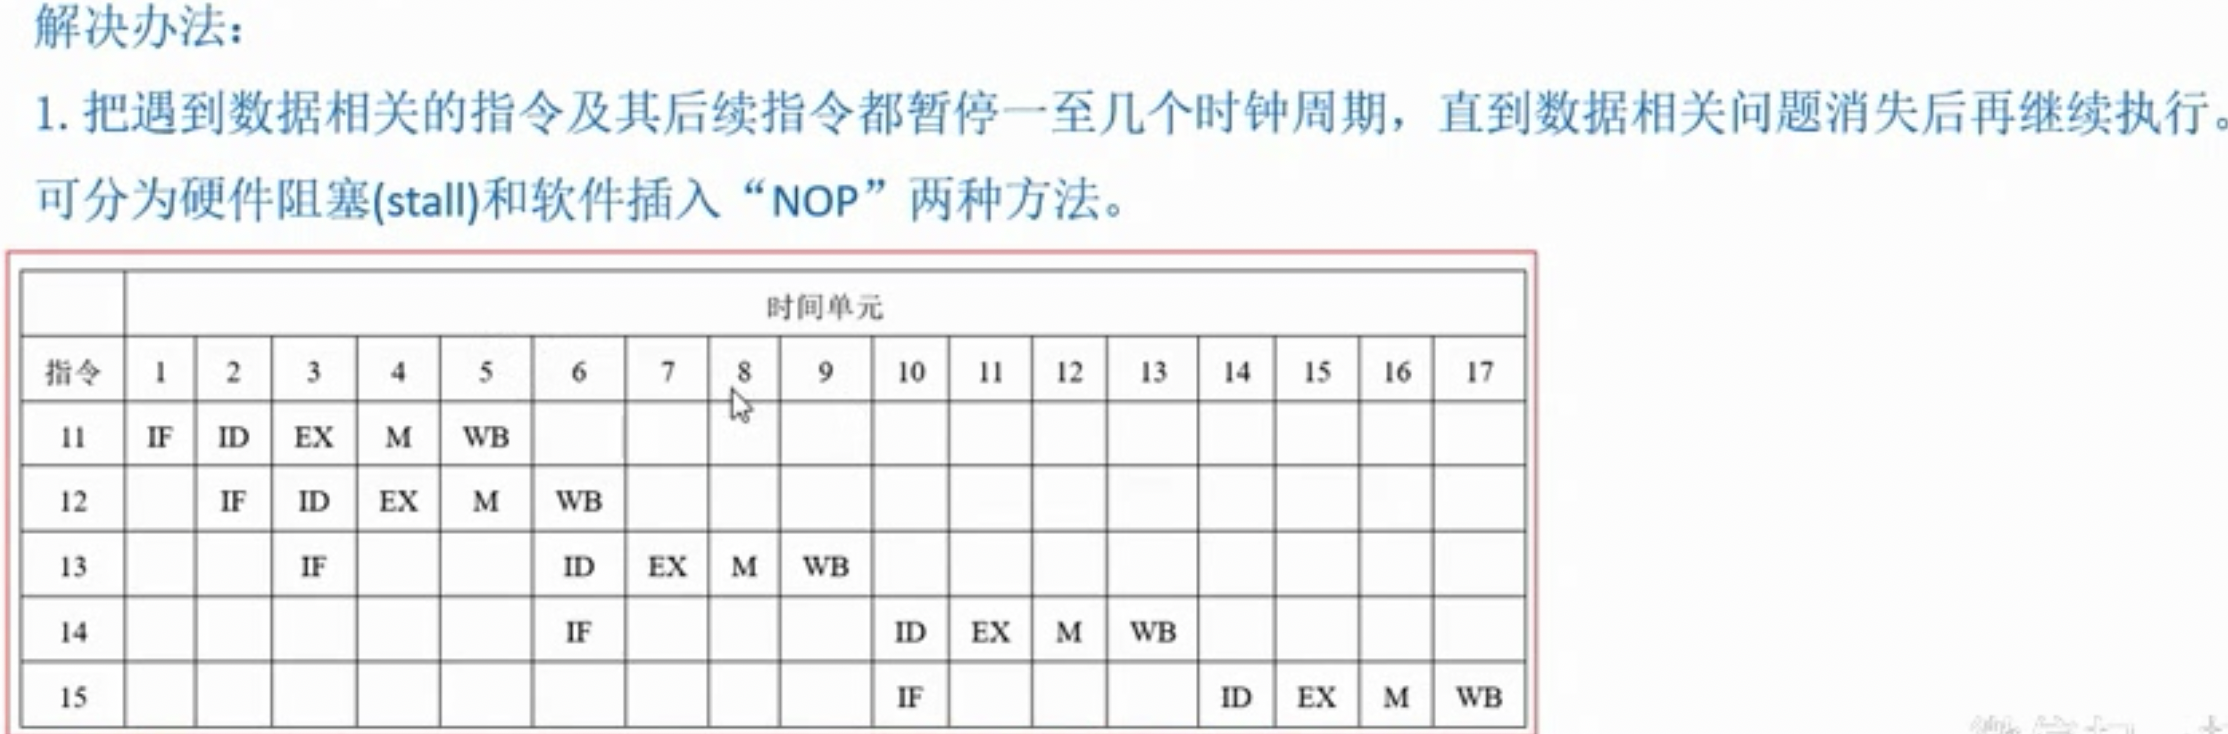 解决办法：
1. 把遇到数据相关的指令及其后续指令都暂停一至几个时钟周期，直到数据相关问题消失后再继续执行。
可分为硬件阻塞(stall)和软件插入“NOP”两种方法。
时间单元
指令 1 2 3 4 5 6 7 8 9 10 11 12 13 14 15 16 17
11 IF ID EX M WB
12 IF ID EX M WB
13 IF ID EX M WB
14 IF ID EX M WB
15 IF ID EX M WB